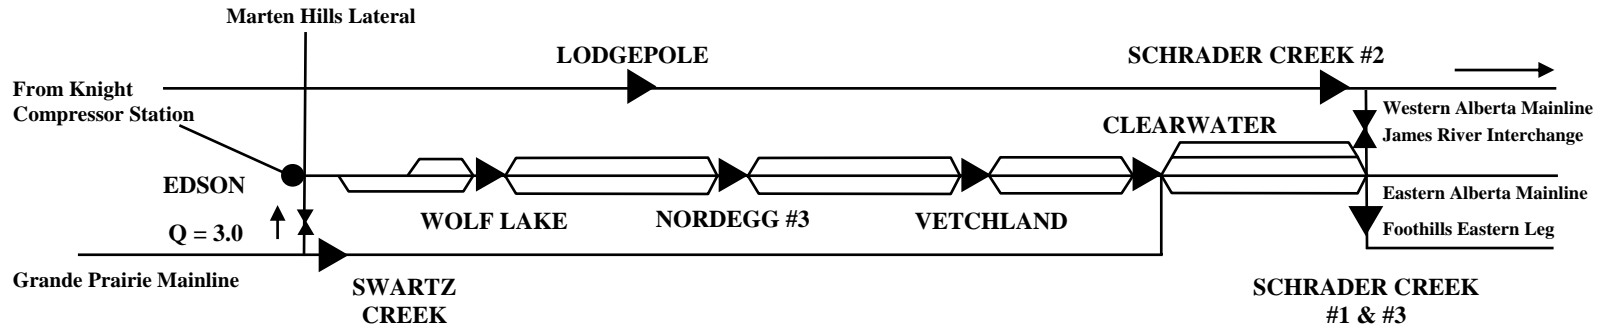 Marten Hills Lateral
LODGEPOLE
SCHRADER CREEK #2
From Knight
Compressor Station
Western Alberta Mainline
CLEARWATER
James River Interchange
EDSON
Eastern Alberta Mainline
WOLF LAKE
NORDEGG #3
VETCHLAND
Q = 3.0
Foothills Eastern Leg
Grande Prairie Mainline
SWARTZ
CREEK
SCHRADER CREEK
#1 & #3